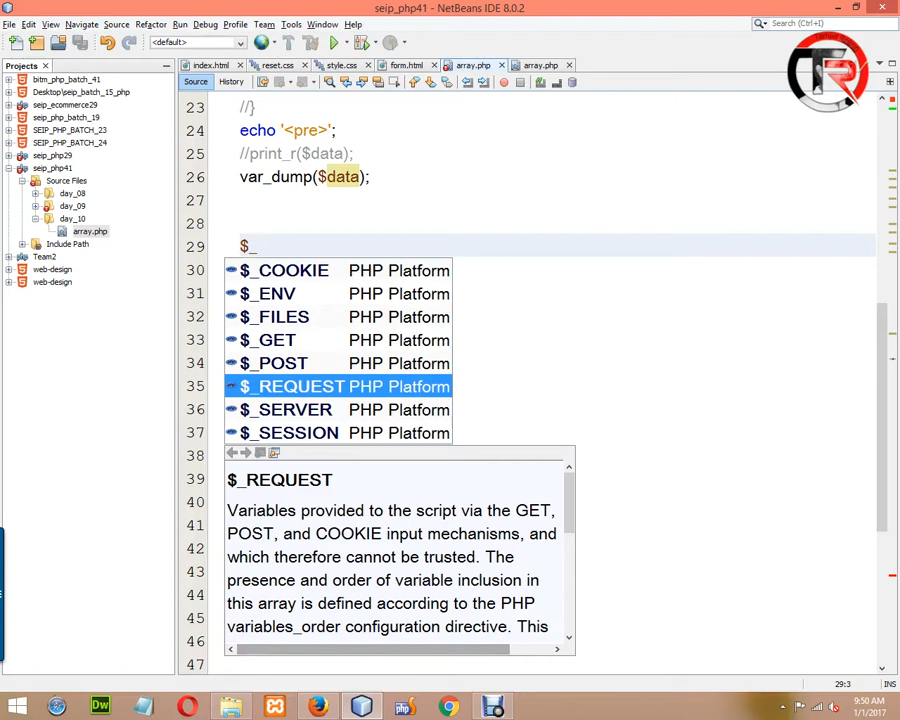 seip_php41 - NetBeans IDE 8.0.2
File Edit View Navigate Source Refactor Run Debug Profile Team Tools Window Help
Search (Ctrl+I)
<default>
Projects
index.html reset.css style.css form.html array.php array.php
Source History
bitm_php_batch_41
Desktop\seip_batch_15_php
seip_ecommerce29
seip_php_batch_19
SEIP_PHP_BATCH_23
SEIP_PHP_BATCH_24
seip_php29
seip_php41
Source Files
day_08
day_09
day_10
array.php
Include Path
Team2
web-design
web-design
TR
23 //}
24 echo '<pre>';
25 //print_r($data);
26 var_dump($data);
27
28
29 $_
30 $_COOKIE PHP Platform
31 $_ENV PHP Platform
32 $_FILES PHP Platform
33 $_GET PHP Platform
34 $_POST PHP Platform
35 $_REQUEST PHP Platform
36 $_SERVER PHP Platform
37 $_SESSION PHP Platform
38
39 $_REQUEST
40 Variables provided to the script via the GET,
41 POST, and COOKIE input mechanisms, and
42 which therefore cannot be trusted. The
43 presence and order of variable inclusion in
44 this array is defined according to the PHP
45 variables_order configuration directive. This
46
47
29:3 INS
Dw
php
9:50 AM
1/1/2017